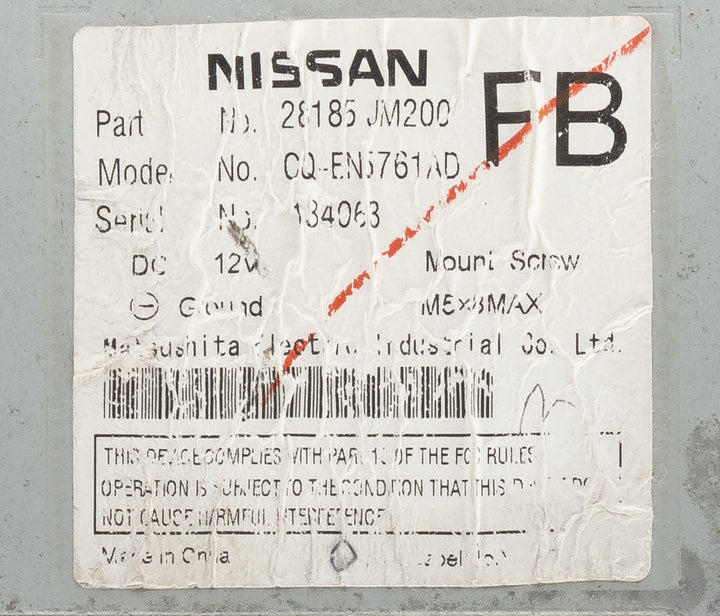 NISSAN
FB
Part No. 28185 JM200
Model No. CQ-EN5761AD
Serial No. 134063
DC 12V Mount Screw
⊖ Ground M5×8MAX
Matsushita Electric Industrial Co. Ltd.
THIS DEVICE COMPLIES WITH PART 15 OF THE FCC RULES
OPERATION IS SUBJECT TO THE CONDITION THAT THIS
NOT CAUSE HARMFUL INTERFERENCE
Made in China